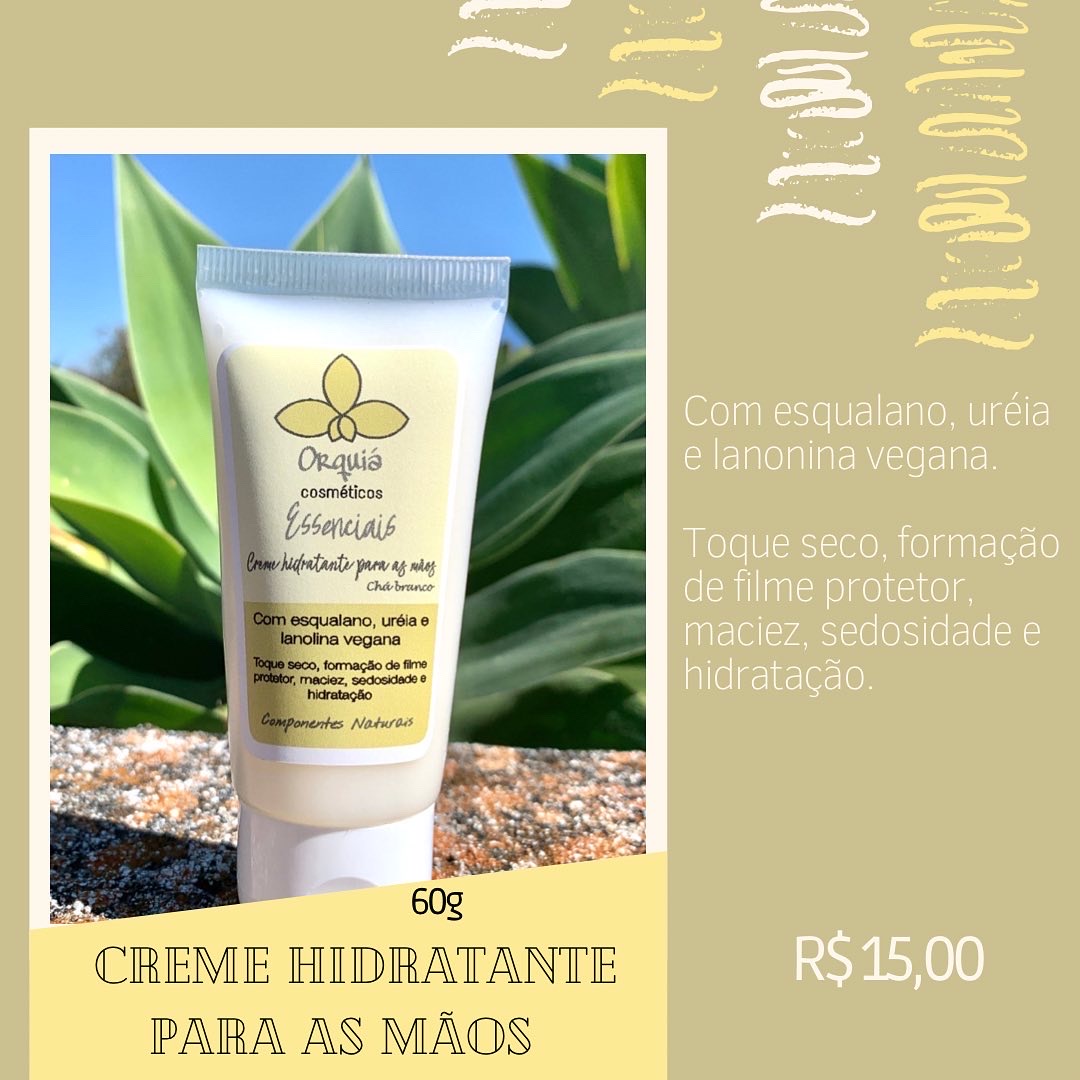 Orquiá
cosméticos
Essenciais
Creme hidratante para as mãos
Chá branco
Com esqualano, uréia e
lanolina vegana
Toque seco, formação de filme
protetor, maciez, sedosidade e
hidratação
Componentes Naturais
60g
CREME HIDRATANTE
PARA AS MÃOS
Com esqualano, uréia
e lanonina vegana.
Toque seco, formação
de filme protetor,
maciez, sedosidade e
hidratação.
R$ 15,00